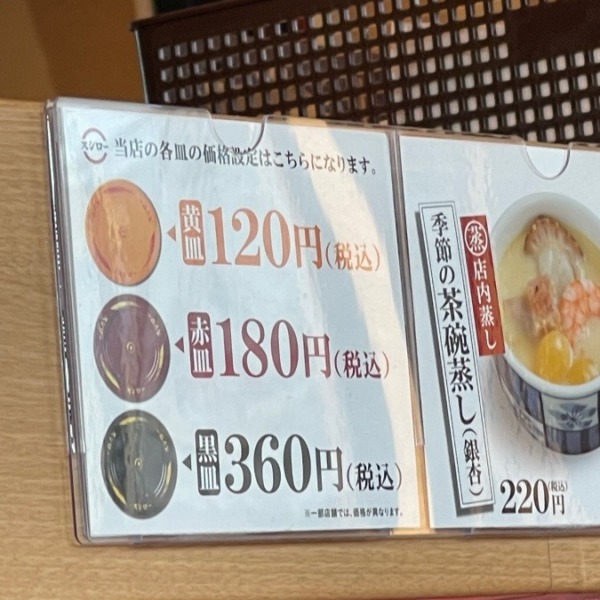 スシロー
当店の各皿の価格設定はこちらになります。
黄皿 120円(税込)
赤皿 180円(税込)
黒皿 360円(税込)
※一部店舗では、価格が異なります。
蒸 店内蒸し
季節の茶碗蒸し(銀杏)
220円(税込)